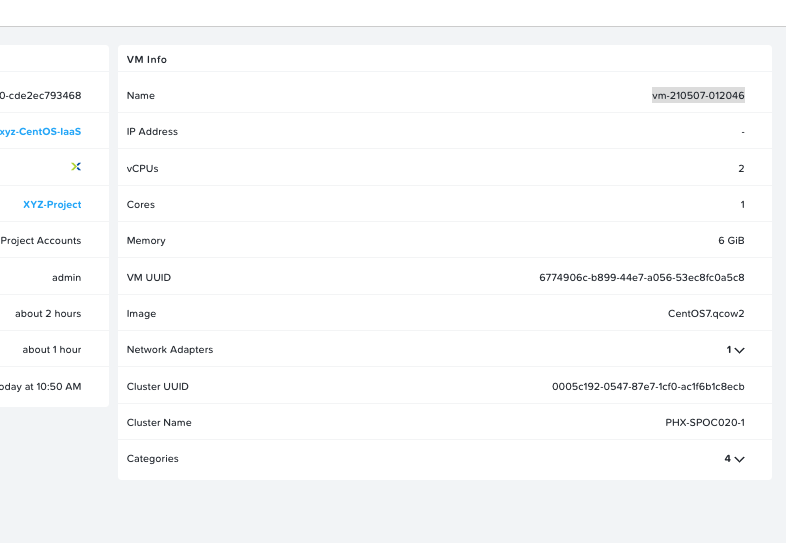 0-cde2ec793468
xyz-CentOS-IaaS
XYZ-Project
Project Accounts
admin
about 2 hours
about 1 hour
oday at 10:50 AM
VM Info
Name vm-210507-012046
IP Address -
vCPUs 2
Cores 1
Memory 6 GiB
VM UUID 6774906c-b899-44e7-a056-53ec8fc0a5c8
Image CentOS7.qcow2
Network Adapters 1
Cluster UUID 0005c192-0547-87e7-1cf0-ac1f6b1c8ecb
Cluster Name PHX-SPOC020-1
Categories 4